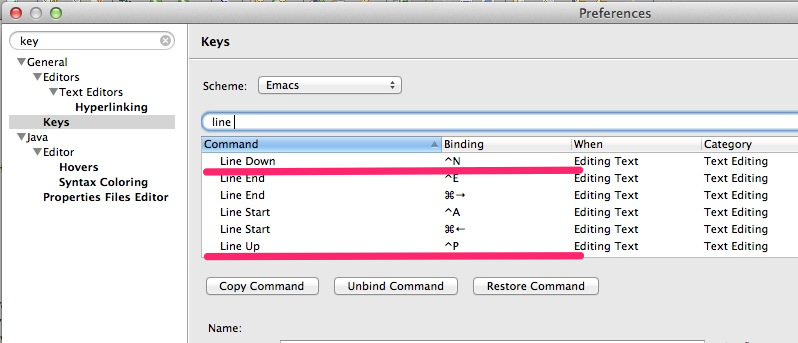 Preferences
key
General
Editors
Text Editors
Hyperlinking
Keys
Java
Editor
Hovers
Syntax Coloring
Properties Files Editor
Keys
Scheme: Emacs
line
Command Binding When Category
Line Down ^N Editing Text Text Editing
Line End ^E Editing Text Text Editing
Line End ⌘→ Editing Text Text Editing
Line Start ^A Editing Text Text Editing
Line Start ⌘← Editing Text Text Editing
Line Up ^P Editing Text Text Editing
Copy Command Unbind Command Restore Command
Name: